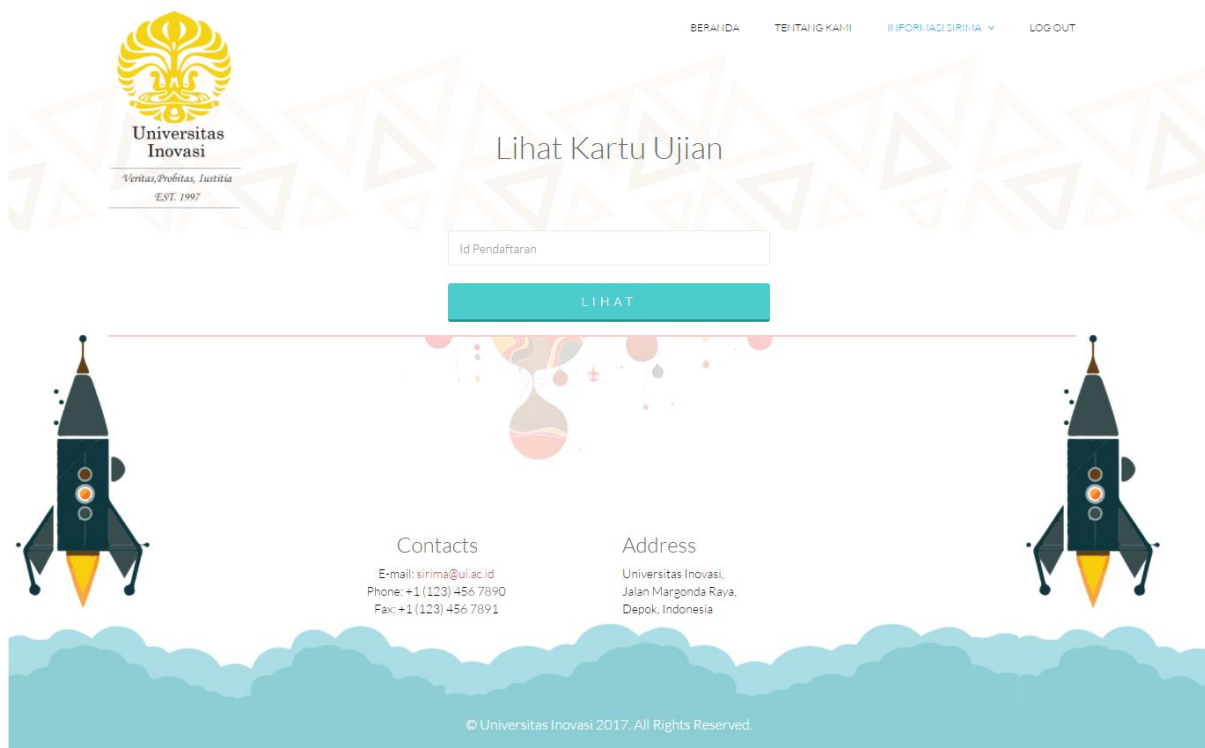 BERANDA TENTANG KAMI INFORMASI SIRIMA LOG OUT
Universitas
Inovasi
Veritas,Probitas, Iustitia
EST. 1997
Lihat Kartu Ujian
Id Pendaftaran
LIHAT
Contacts
E-mail: sirima@ui.ac.id
Phone: +1 (123) 456 7890
Fax: +1 (123) 456 7891
Address
Universitas Inovasi,
Jalan Margonda Raya,
Depok, Indonesia
© Universitas Inovasi 2017. All Rights Reserved.